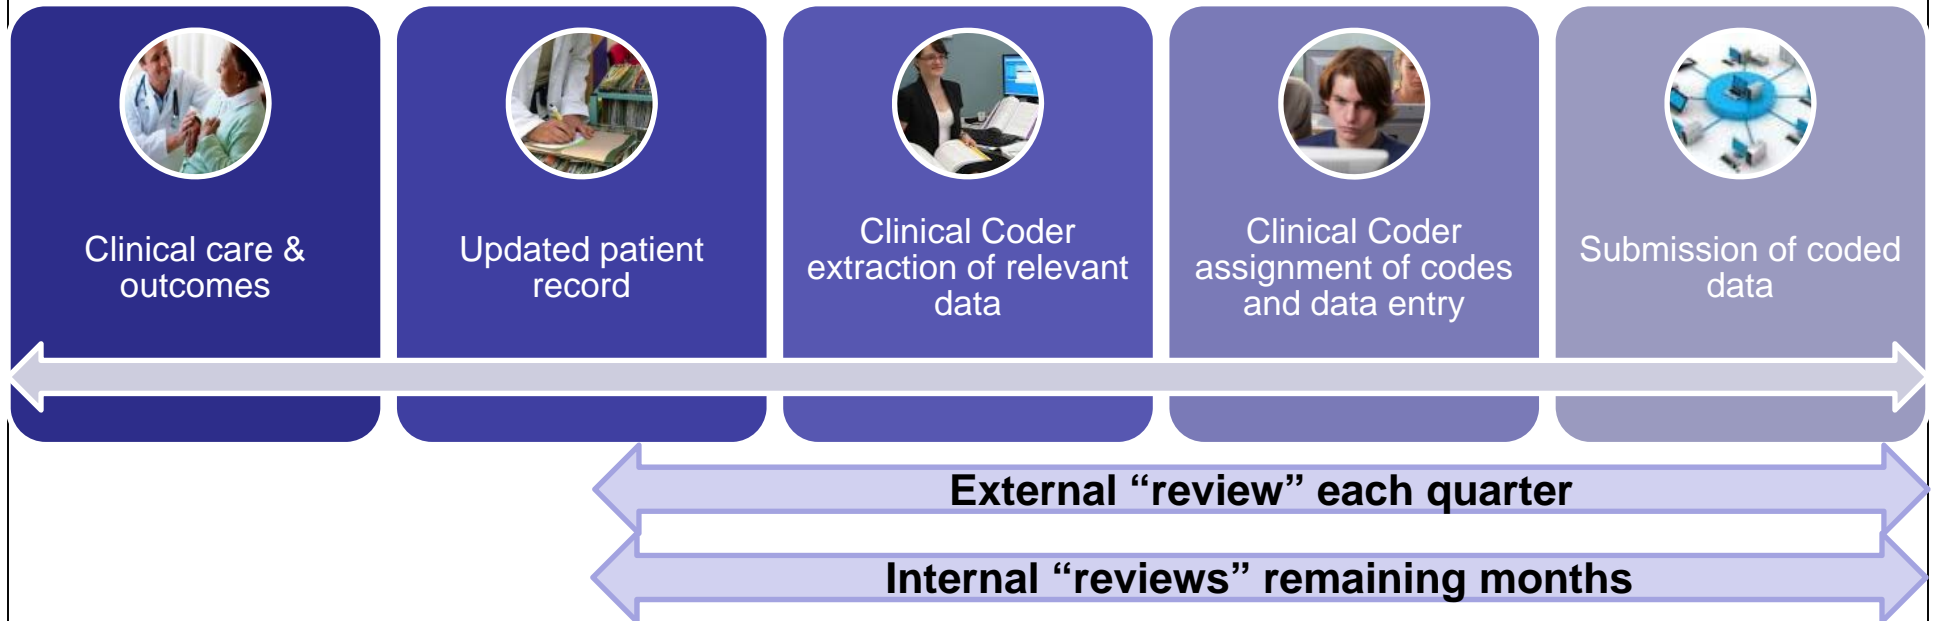 Clinical care &
outcomes
Updated patient
record
Clinical Coder
extraction of relevant
data
Clinical Coder
assignment of codes
and data entry
Submission of coded
data
External “review” each quarter
Internal “reviews” remaining months